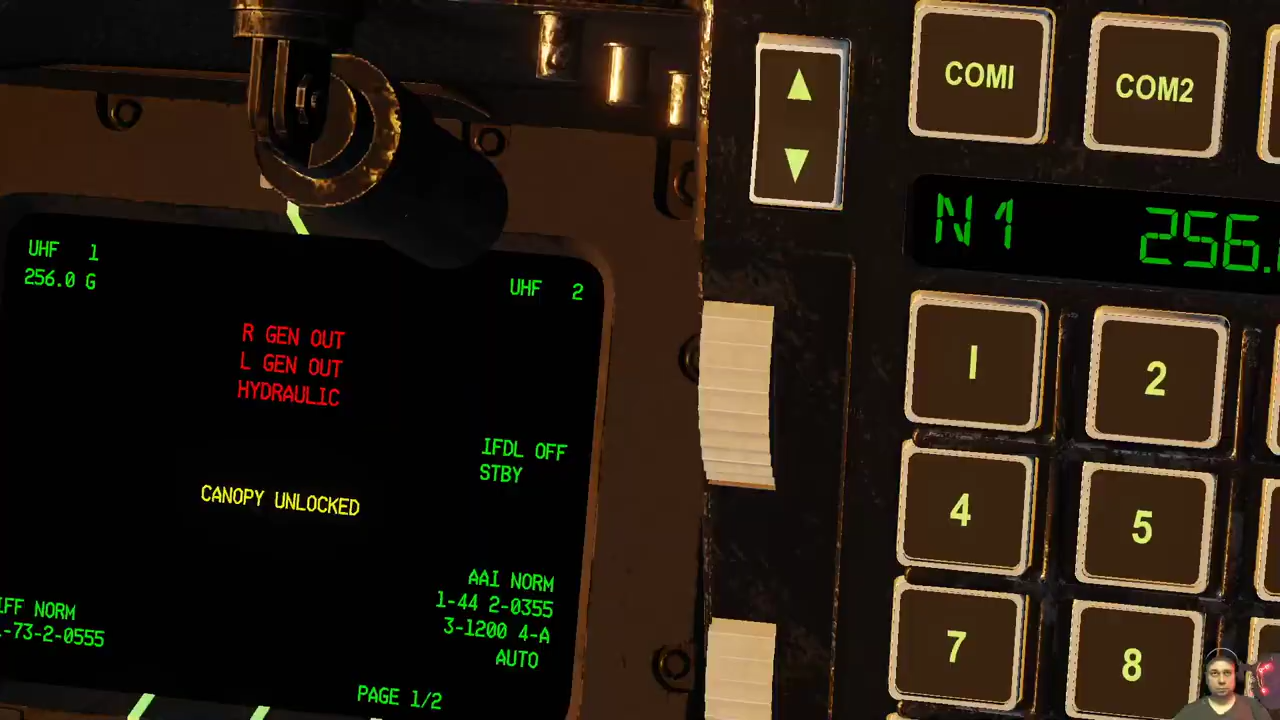 UHF 1
256.0 G
UHF 2
R GEN OUT
L GEN OUT
HYDRAULIC
IFDL OFF
STBY
CANOPY UNLOCKED
AAI NORM
1-44 2-0355
3-1200 4-A
AUTO
IFF NORM
-73-2-0555
PAGE 1/2
COM1
COM2
N1 256.
1
2
4
5
7
8